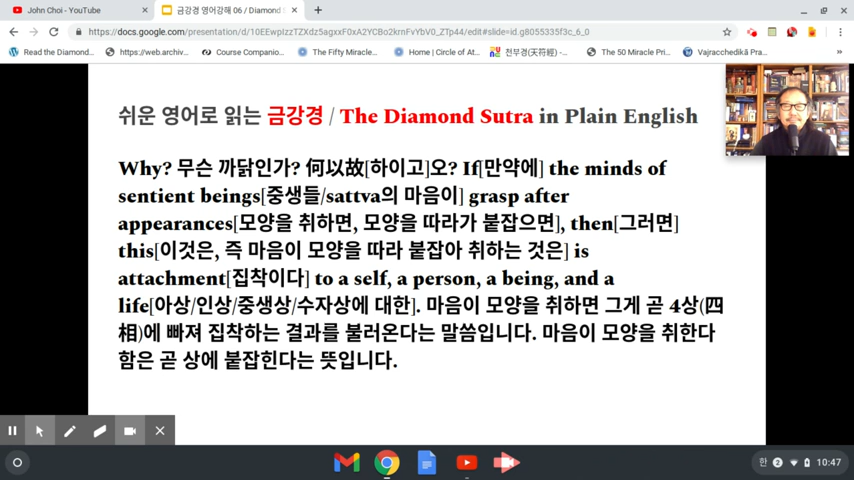 John Choi - YouTube
금강경 영어강해 06 / Diamond S
https://docs.google.com/presentation/d/10EEwpIzzTZXdz5agxxF0xA2YCBo2krnFvYbV0_ZTp44/edit#slide=id.g8055335f3c_6_0
Read the Diamond...
https://web.archiv...
Course Companio...
The Fifty Miracle...
Home | Circle of At...
천부경(天符經) -...
The 50 Miracle Pri...
Vajracchedikā Pra...
쉬운 영어로 읽는 금강경 / The Diamond Sutra in Plain English
Why? 무슨 까닭인가? 何以故[하이고]오? If[만약에] the minds of
sentient beings[중생들/sattva의 마음이] grasp after
appearances[모양을 취하면, 모양을 따라가 붙잡으면], then[그러면]
this[이것은, 즉 마음이 모양을 따라 붙잡아 취하는 것은] is
attachment[집착이다] to a self, a person, a being, and a
life[아상/인상/중생상/수자상에 대한]. 마음이 모양을 취하면 그게 곧 4상(四
相)에 빠져 집착하는 결과를 불러온다는 말씀입니다. 마음이 모양을 취한다
함은 곧 상에 붙잡힌다는 뜻입니다.
한 2 10:47